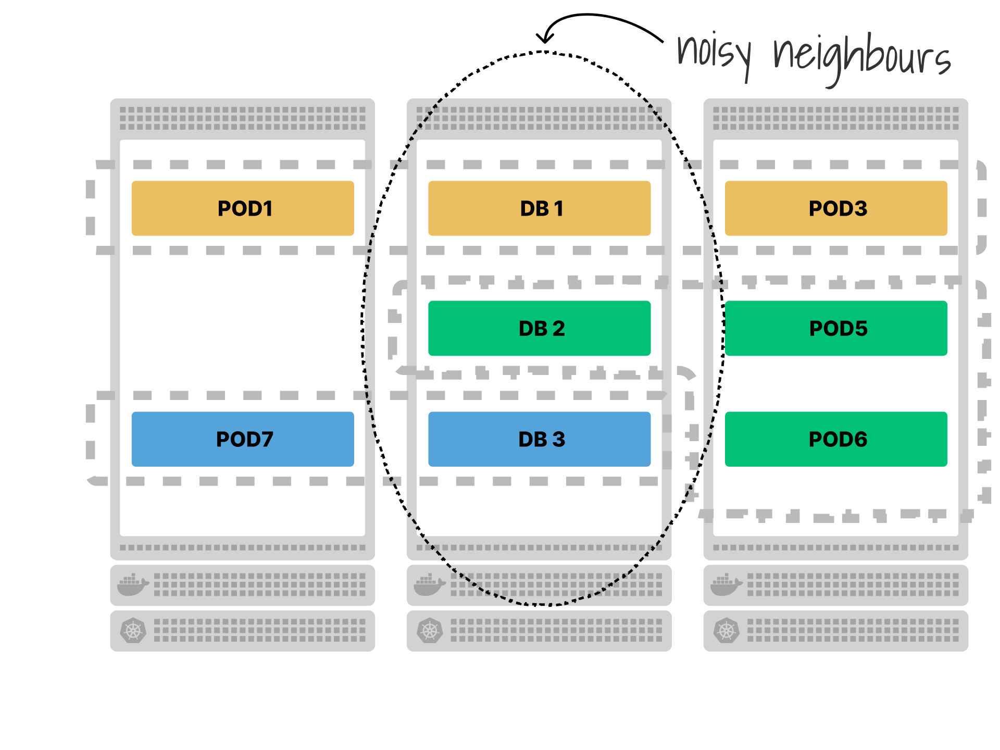 noisy neighbours
POD1
DB 1
POD3
DB 2
POD5
POD7
DB 3
POD6